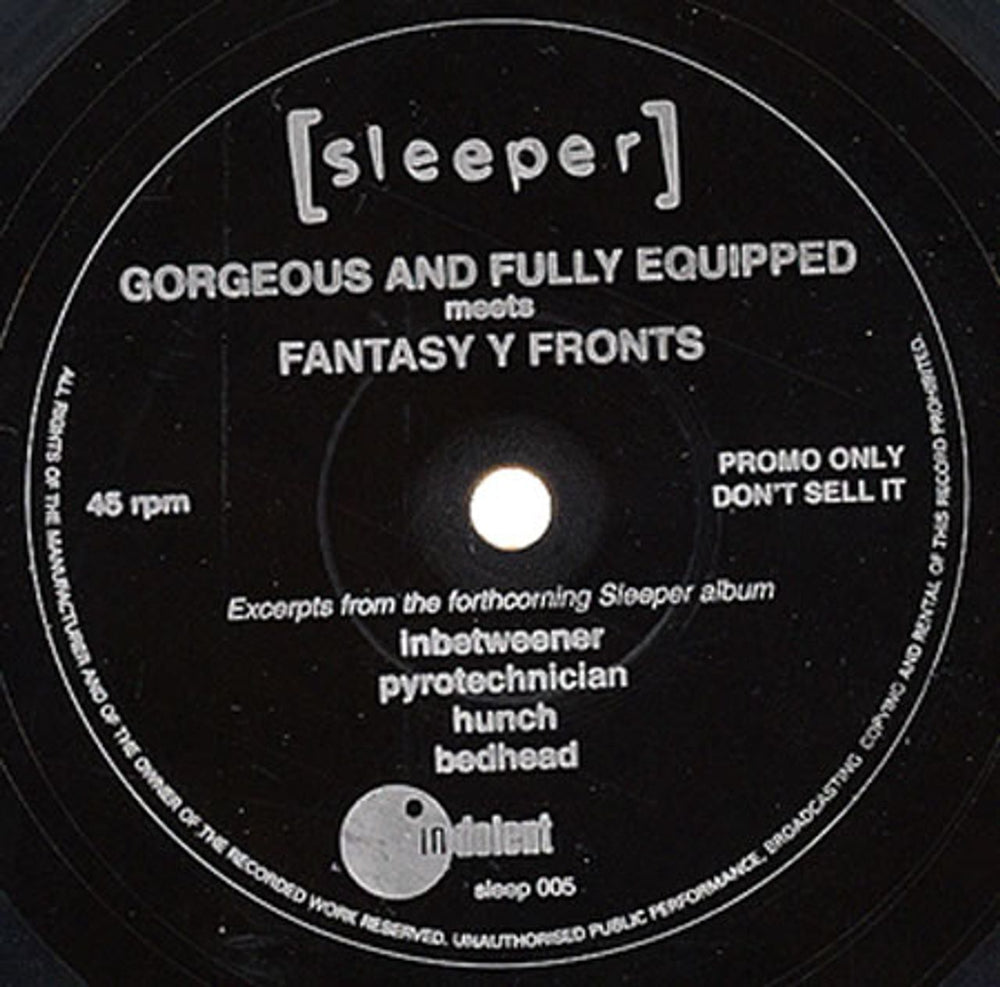 [sleeper]
GORGEOUS AND FULLY EQUIPPED
meets
FANTASY Y FRONTS
PROMO ONLY
DON'T SELL IT
45 rpm
Excerpts from the forthcorning Sleeper album
inbetweener
pyrotechnician
hunch
bedhead
indolent
sleep 005
ALL RIGHTS OF THE MANUFACTURER AND OF THE OWNER OF THE RECORDED WORK RESERVED. UNAUTHORISED PUBLIC PERFORMANCE, BROADCASTING COPYING AND RENTAL OF THIS RECORD PROHIBITED.